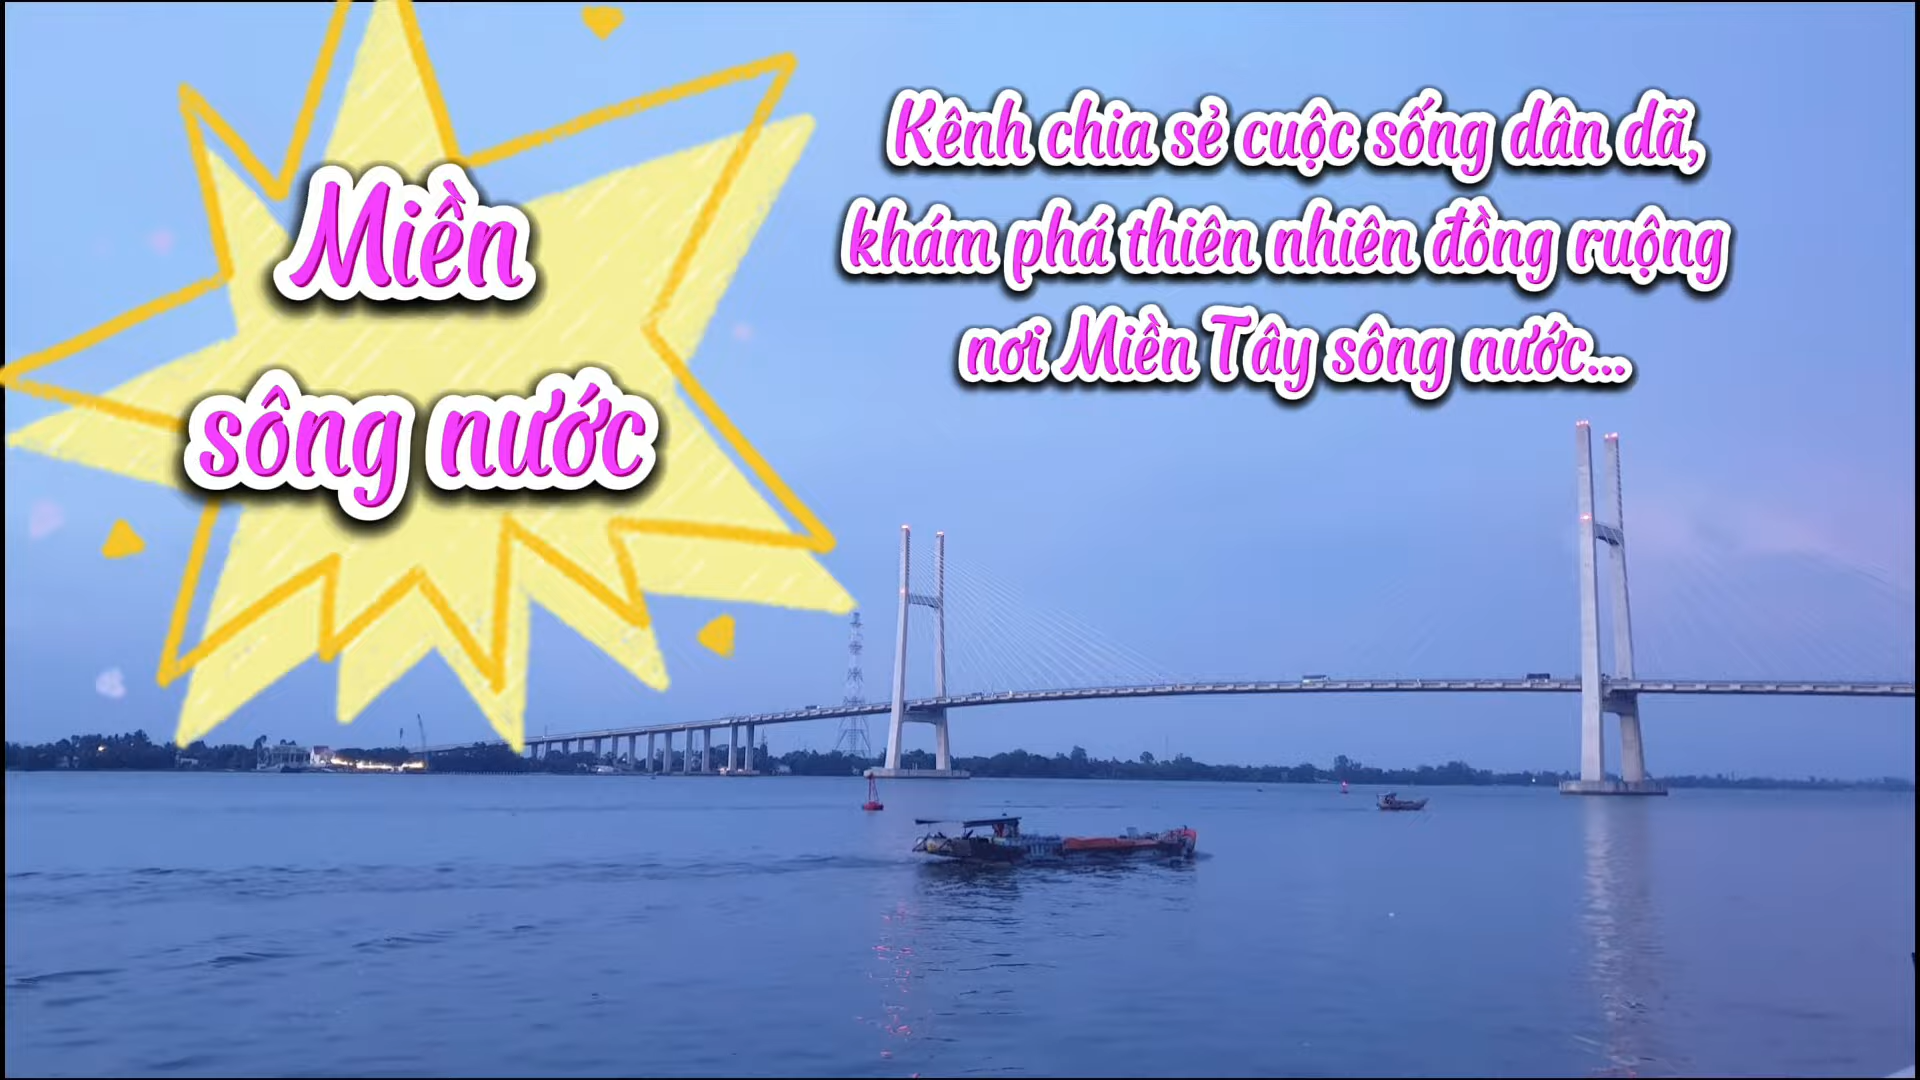 Miền
sông nước
Kênh chia sẻ cuộc sống dân dã,
khám phá thiên nhiên đồng ruộng
nơi Miền Tây sông nước...